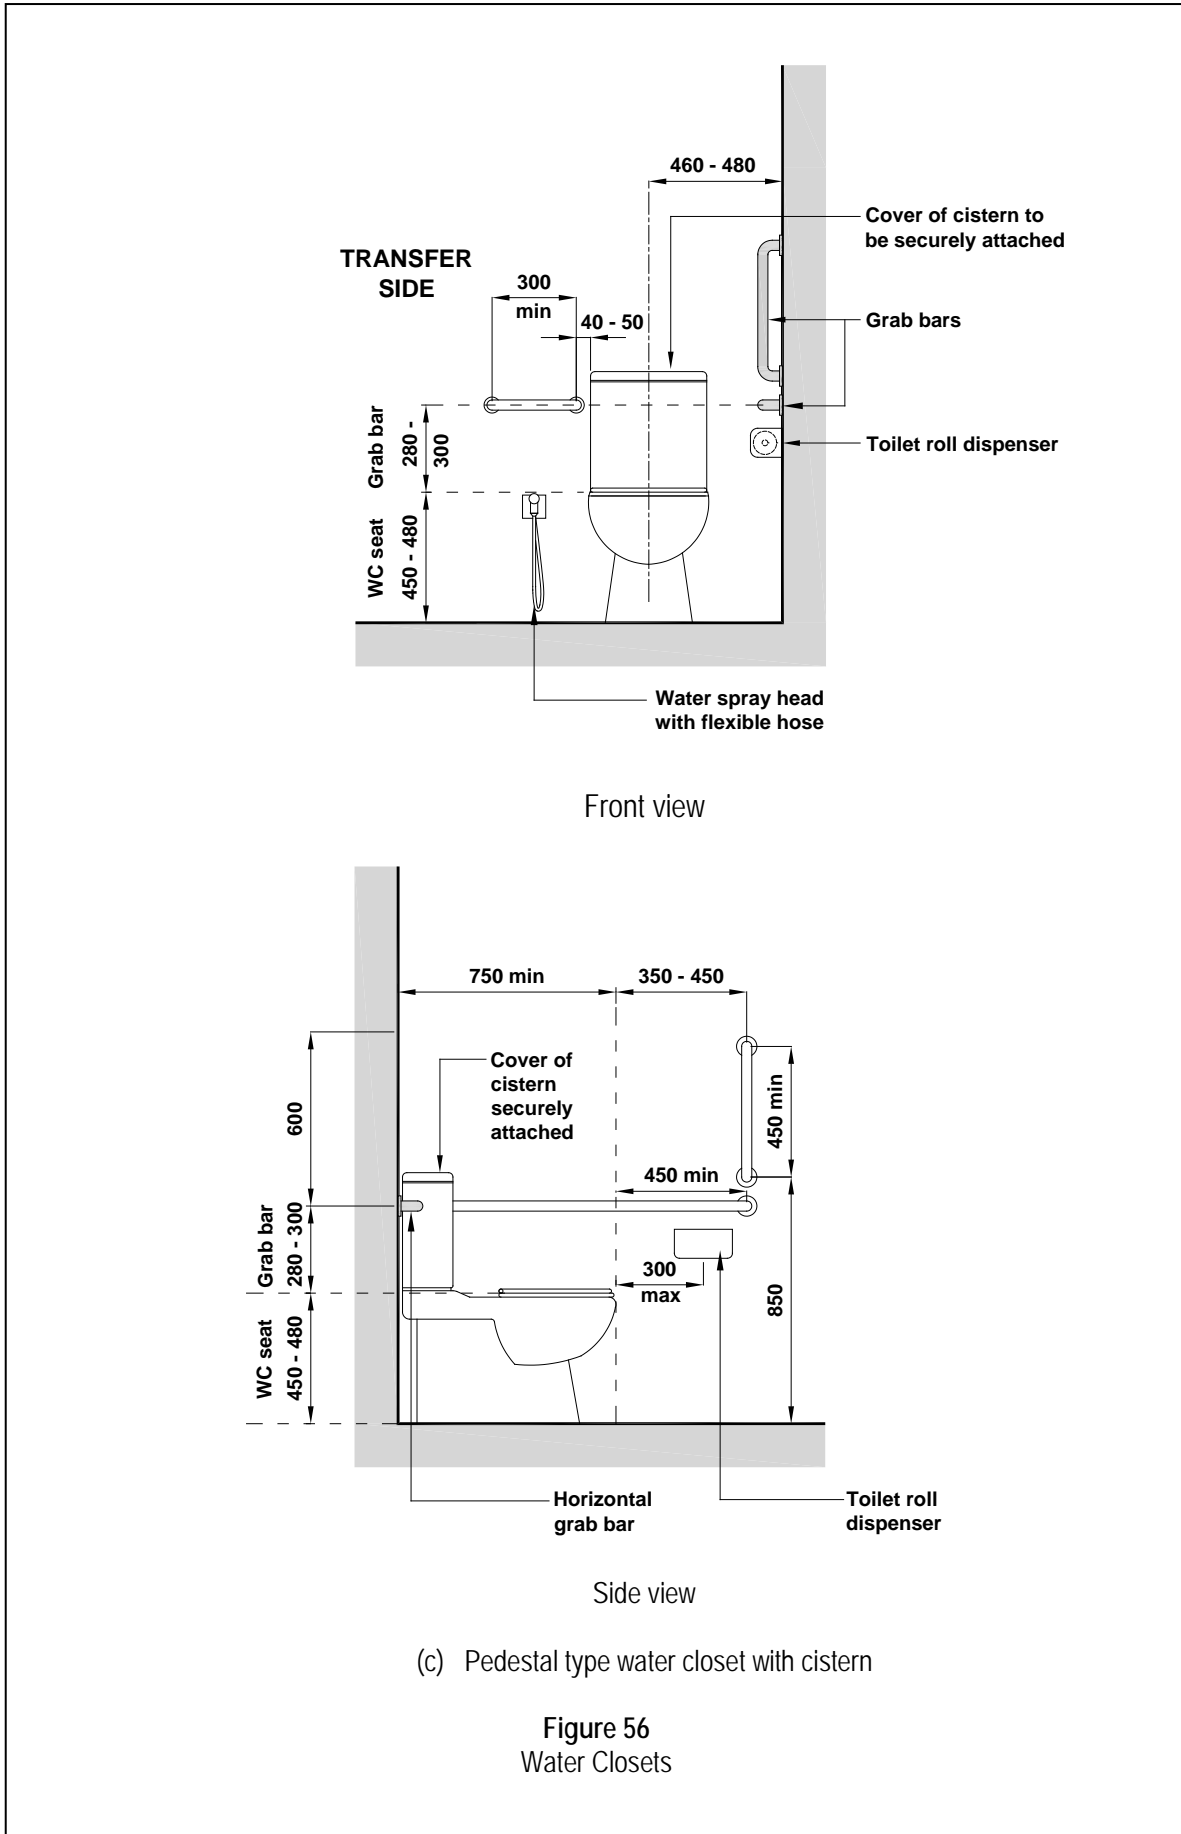 460 - 480
Cover of cistern to
be securely attached
TRANSFER
SIDE
300
min
40 - 50
Grab bars
Grab bar
280 -
300
Toilet roll dispenser
WC seat
450 - 480
Water spray head
with flexible hose
Front view
750 min
350 - 450
Cover of
cistern
securely
attached
600
450 min
450 min
Grab bar
280 - 300
300
max
850
WC seat
450 - 480
Horizontal
grab bar
Toilet roll
dispenser
Side view
(c) Pedestal type water closet with cistern
Figure 56
Water Closets